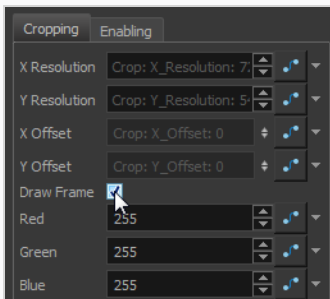 Cropping Enabling
X Resolution Crop: X_Resolution: 7
Y Resolution Crop: Y_Resolution: 5
X Offset Crop: X_Offset: 0
Y Offset Crop: Y_Offset: 0
Draw Frame
Red 255
Green 255
Blue 255